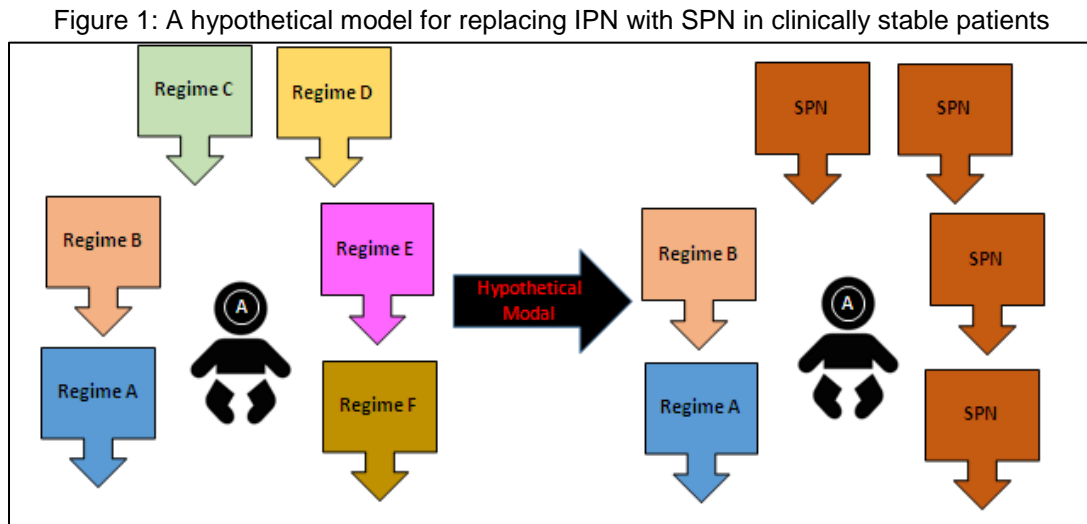 Figure 1: A hypothetical model for replacing IPN with SPN in clinically stable patients
Regime C
Regime D
Regime B
Regime E
A
Regime A
Regime F
Hypothetical
Modal
SPN
SPN
Regime B
SPN
A
Regime A
SPN